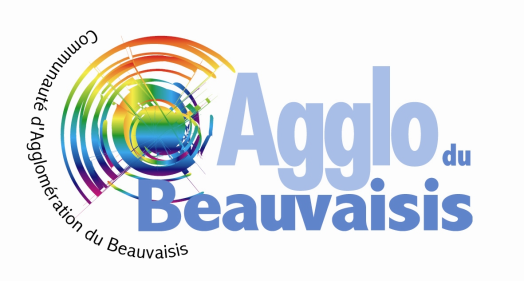 Communauté d'Agglomération du Beauvaisis
Agglo du
Beauvaisis